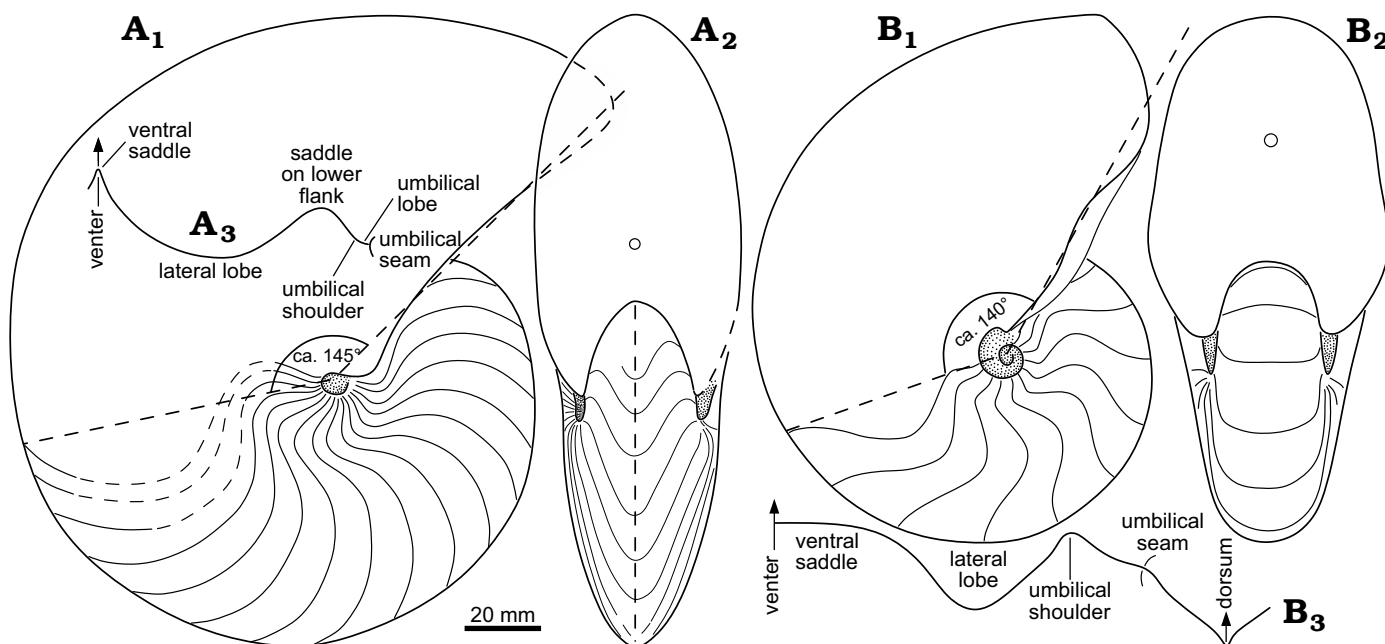 A1
A2
B1
B2
ventral
saddle
saddle
on lower
flank
umbilical
lobe
venter
A3
lateral lobe
umbilical
seam
umbilical
shoulder
ca. 145°
ca. 140°
20 mm
venter
ventral
saddle
lateral
lobe
umbilical
shoulder
umbilical
seam
dorsum
B3